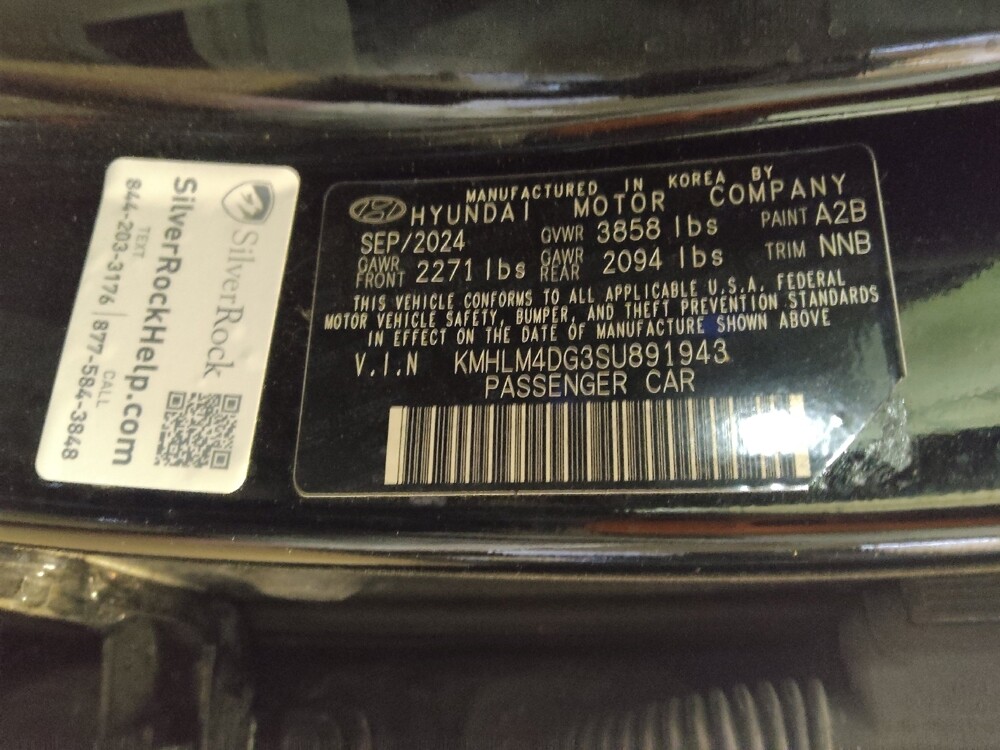 SilverRock
SilverRockHelp.com
TEXT CALL
844-203-3176 | 877-584-3848
MANUFACTURED IN KOREA BY
HYUNDAI MOTOR COMPANY
SEP/2024 GVWR 3858 lbs PAINT A2B
GAWR FRONT 2271 lbs GAWR REAR 2094 lbs TRIM NNB
THIS VEHICLE CONFORMS TO ALL APPLICABLE U.S.A. FEDERAL
MOTOR VEHICLE SAFETY, BUMPER, AND THEFT PREVENTION STANDARDS
IN EFFECT ON THE DATE OF MANUFACTURE SHOWN ABOVE
V.I.N KMHLM4DG3SU891943
PASSENGER CAR